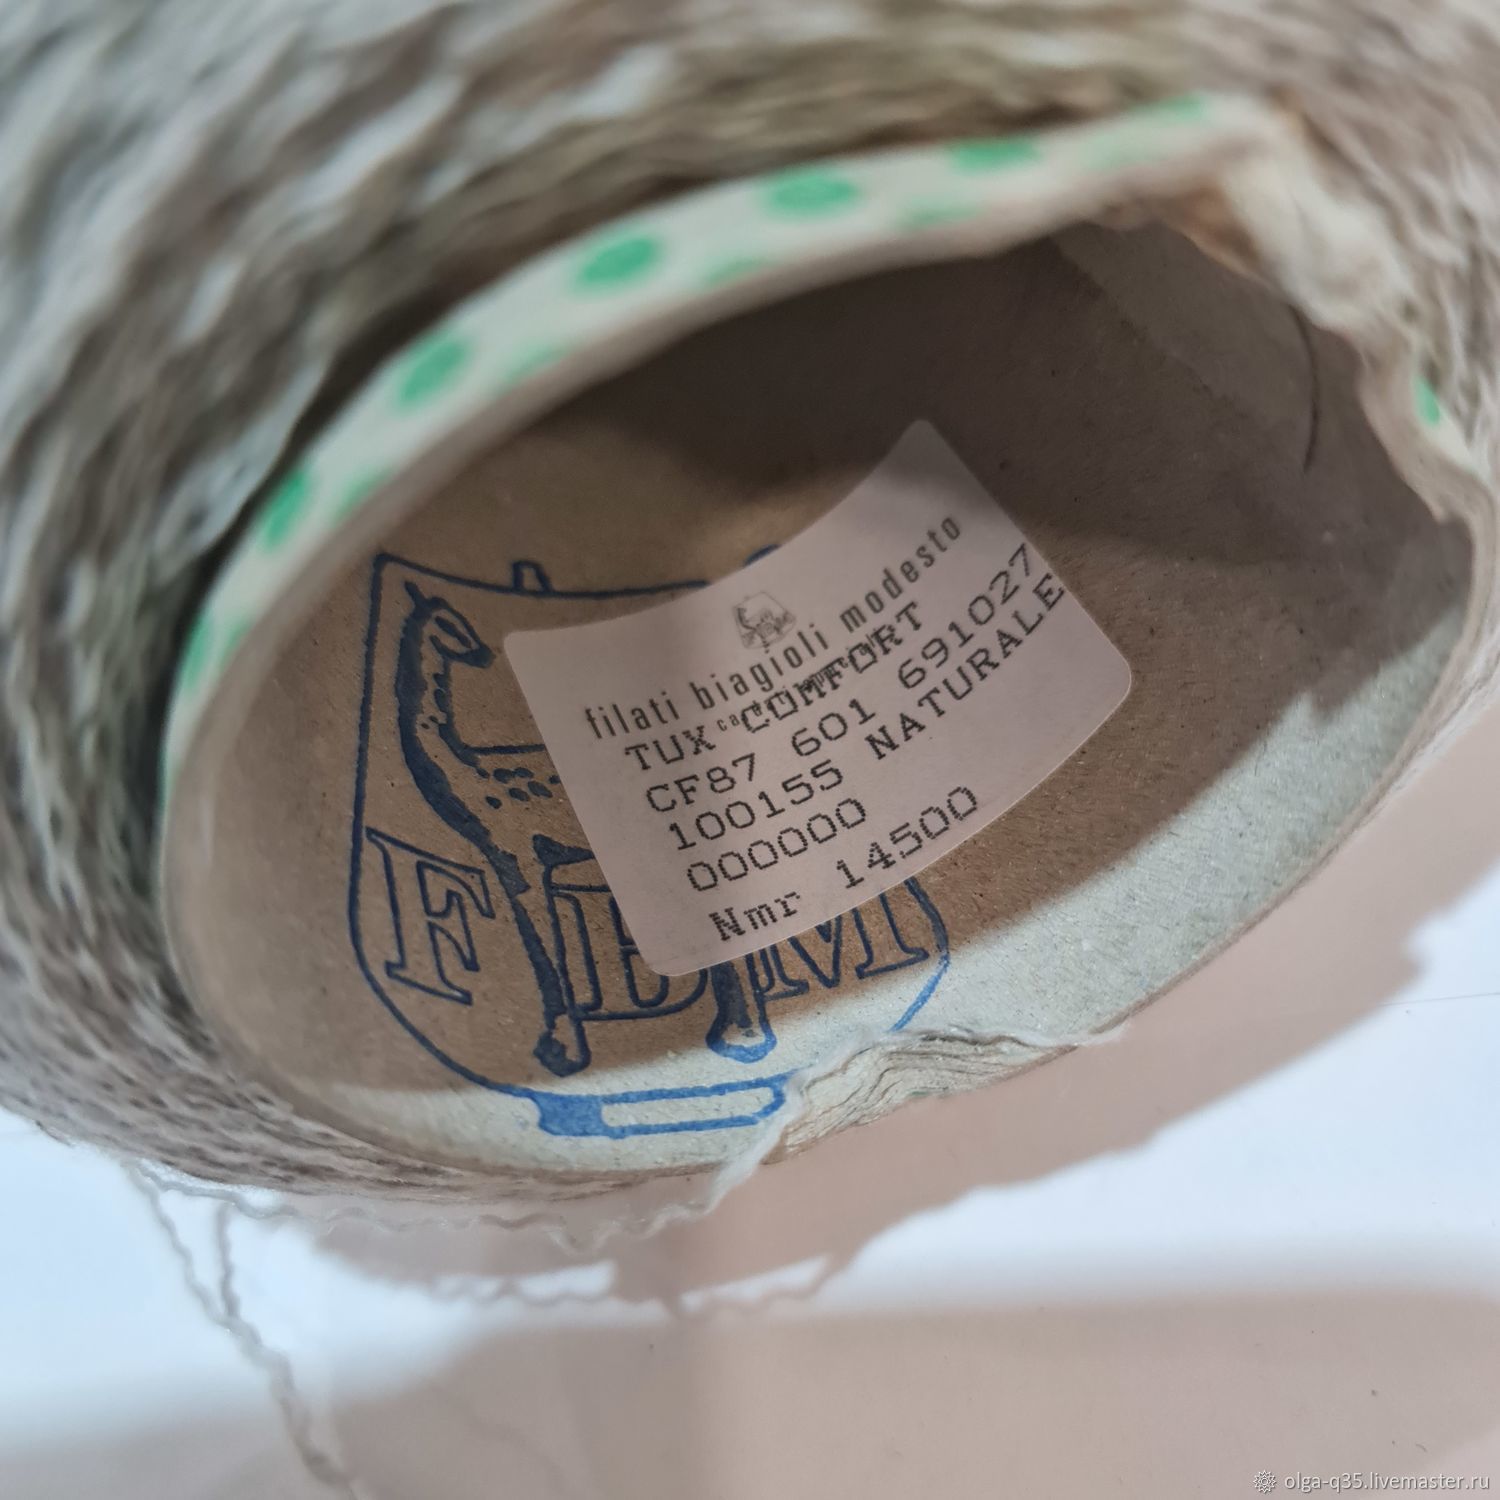 filati biagioli modesto
TUX COMFORT
CF87 601 691027
100155 NATURALE
000000
Nmr 14500
FBM
olga-q35.livemaster.ru